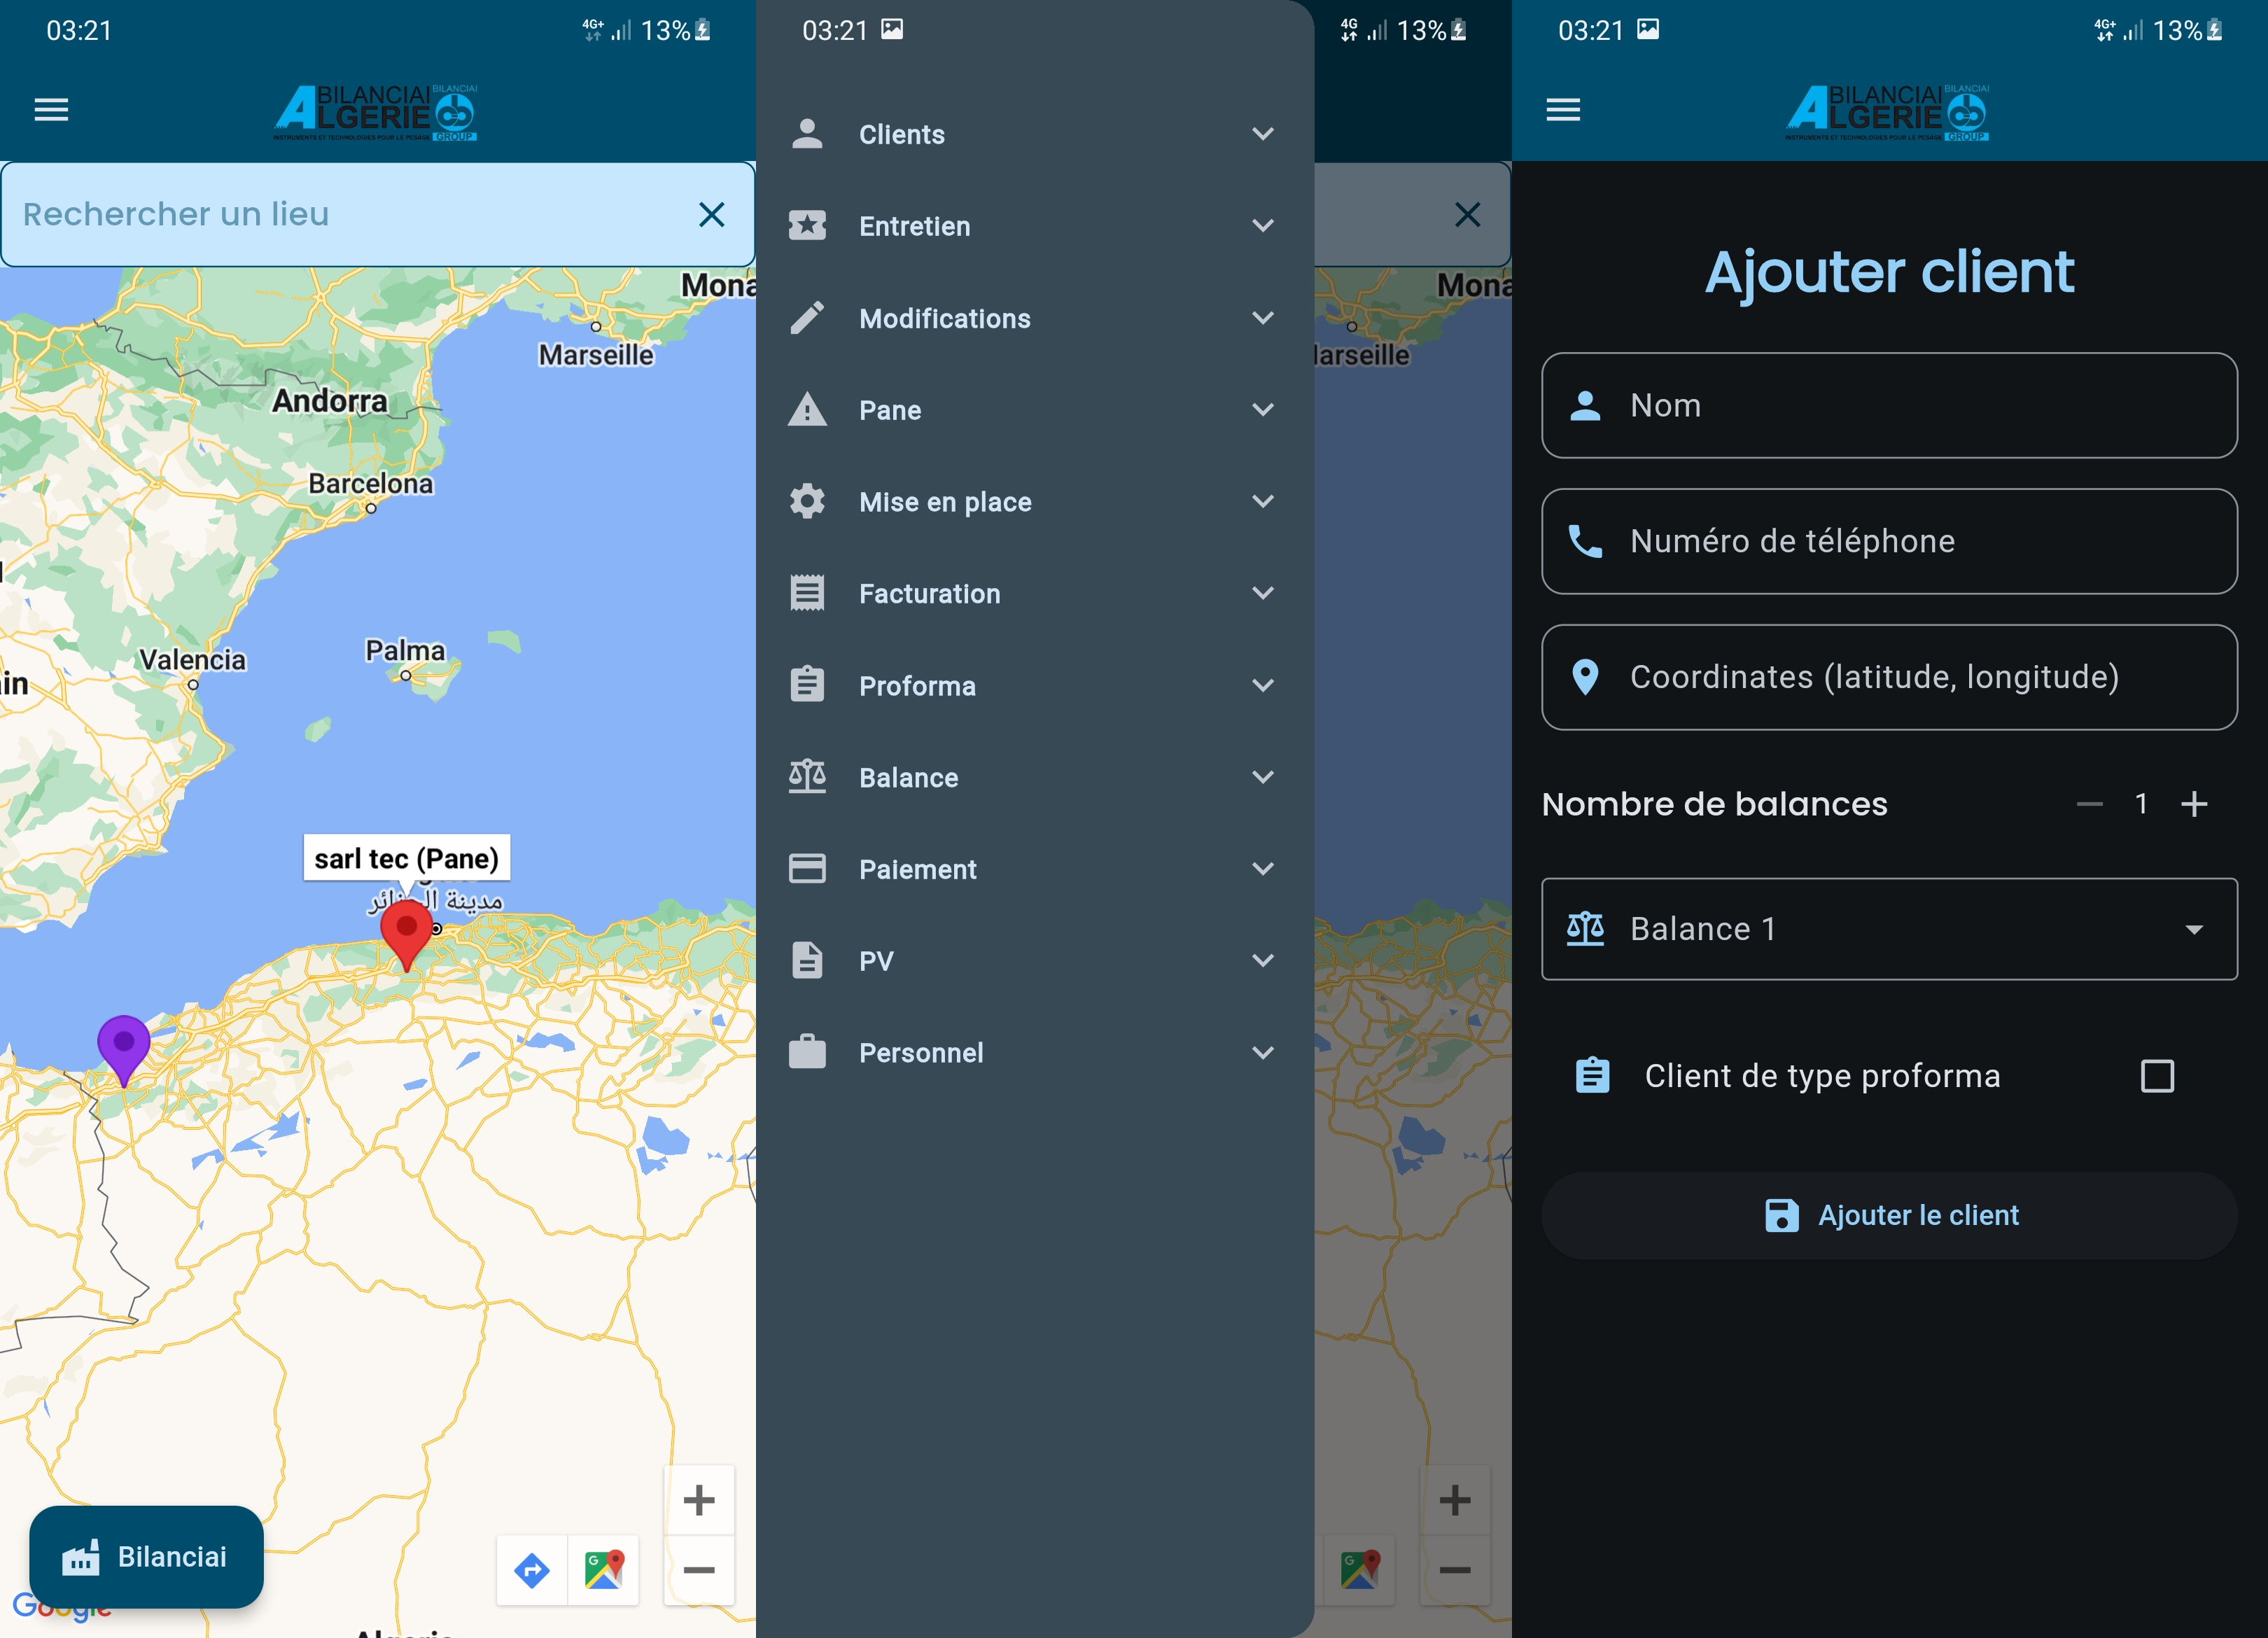 03:21
4G+
13%
BILANCIAI
ALGERIE
BILANCIAI
GROUP
INSTRUMENTS ET TECHNOLOGIES POUR LE PESAGE
Rechercher un lieu
Mona
Marseille
Andorra
Barcelona
Valencia
Palma
ain
sarl tec (Pane)
مدينة الجزائر
Bilanciai
Google
Algeria
03:21
4G
13%
Clients
Entretien
Modifications
Pane
Mise en place
Facturation
Proforma
Balance
Paiement
PV
Personnel
Mona
larseille
03:21
4G+
13%
BILANCIAI
ALGERIE
BILANCIAI
GROUP
INSTRUMENTS ET TECHNOLOGIES POUR LE PESAGE
Ajouter client
Nom
Numéro de téléphone
Coordinates (latitude, longitude)
Nombre de balances
1
Balance 1
Client de type proforma
Ajouter le client